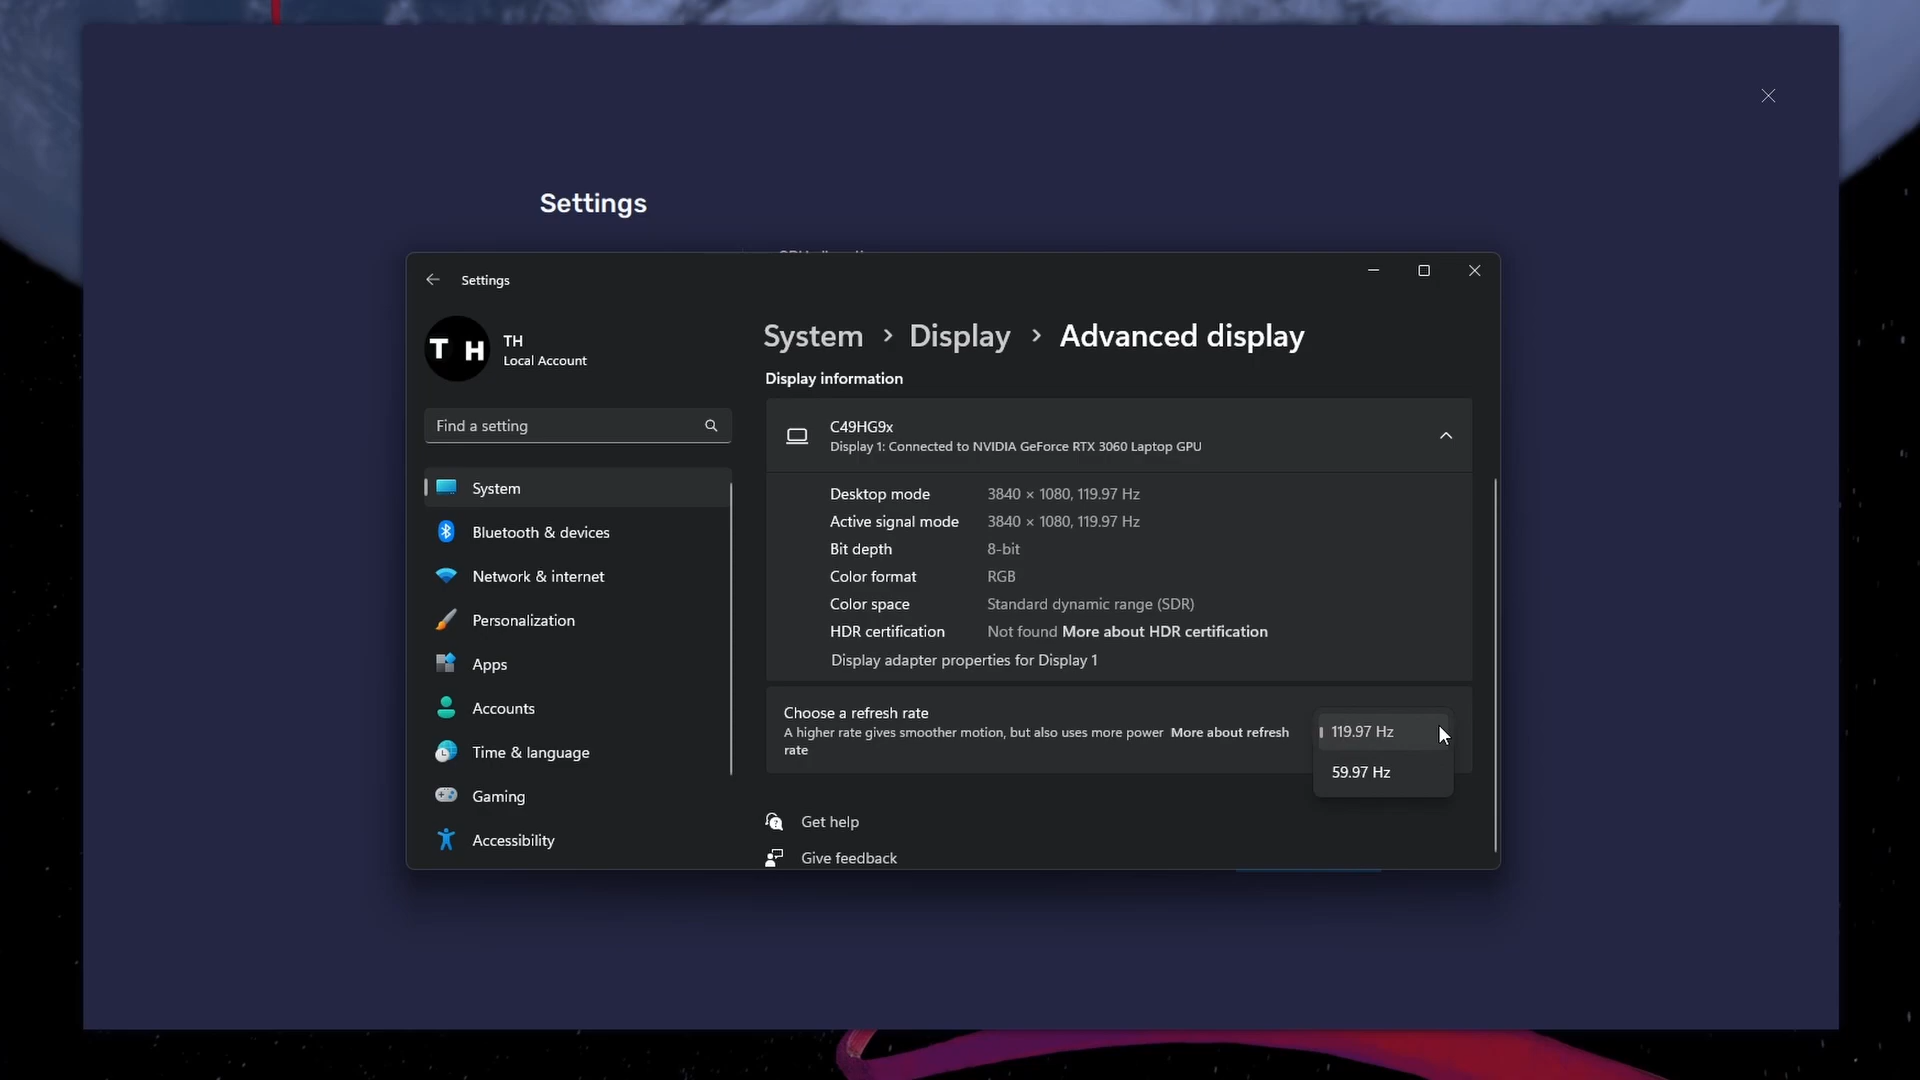 Settings
Settings
TH
TH
Local Account
Find a setting
System
Bluetooth & devices
Network & internet
Personalization
Apps
Accounts
Time & language
Gaming
Accessibility
System > Display > Advanced display
Display information
C49HG9x
Display 1: Connected to NVIDIA GeForce RTX 3060 Laptop GPU
Desktop mode 3840 × 1080, 119.97 Hz
Active signal mode 3840 × 1080, 119.97 Hz
Bit depth 8-bit
Color format RGB
Color space Standard dynamic range (SDR)
HDR certification Not found More about HDR certification
Display adapter properties for Display 1
Choose a refresh rate
A higher rate gives smoother motion, but also uses more power More about refresh
rate
119.97 Hz
59.97 Hz
Get help
Give feedback